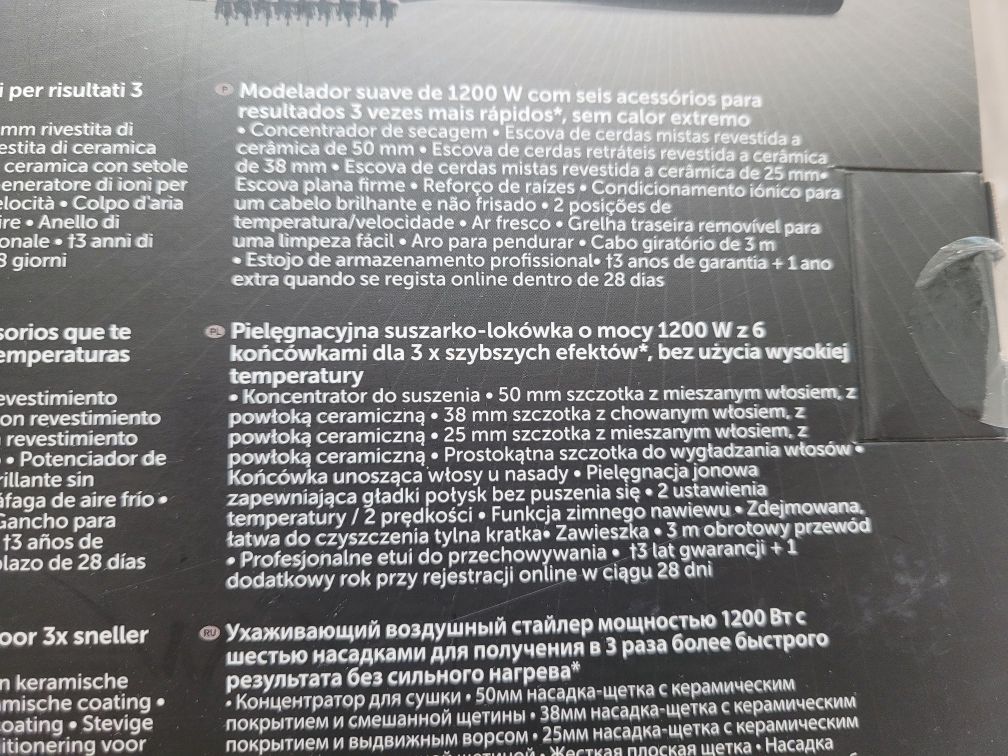 i per risultati 3
mm rivestita di
estita di ceramica
ceramica con setole
eneratore di ioni per
elocità • Colpo d'aria
ire • Anello di
onale • †3 anni di
8 giorni
sorios que te
emperaturas
evestimiento
on revestimiento
revestimiento
• Potenciador de
rillante sin
áfaga de aire frío •
Gancho para
†3 años de
plazo de 28 días
oor 3x sneller
n keramische
mische coating •
coating • Stevige
ditionering voor
P Modelador suave de 1200 W com seis acessórios para
resultados 3 vezes mais rápidos*, sem calor extremo
• Concentrador de secagem • Escova de cerdas mistas revestida a
cerâmica de 50 mm • Escova de cerdas retráteis revestida a cerâmica
de 38 mm • Escova de cerdas mistas revestida a cerâmica de 25 mm•
Escova plana firme • Reforço de raízes • Condicionamento iónico para
um cabelo brilhante e não frisado • 2 posições de
temperatura/velocidade • Ar fresco • Grelha traseira removível para
uma limpeza fácil • Aro para pendurar • Cabo giratório de 3 m
• Estojo de armazenamento profissional• †3 anos de garantia + 1 ano
extra quando se regista online dentro de 28 dias
PL Pielęgnacyjna suszarko-lokówka o mocy 1200 W z 6
końcówkami dla 3 x szybszych efektów*, bez użycia wysokiej
temperatury
• Koncentrator do suszenia • 50 mm szczotka z mieszanym włosiem, z
powłoką ceramiczną • 38 mm szczotka z chowanym włosiem, z
powłoką ceramiczną • 25 mm szczotka z mieszanym włosiem, z
powłoką ceramiczną • Prostokątna szczotka do wygładzania włosów •
Końcówka unosząca włosy u nasady • Pielęgnacja jonowa
zapewniająca gładki połysk bez puszenia się • 2 ustawienia
temperatury / 2 prędkości • Funkcja zimnego nawiewu • Zdejmowana,
łatwa do czyszczenia tylna kratka• Zawieszka • 3 m obrotowy przewód
• Profesjonalne etui do przechowywania • †3 lat gwarancji + 1
dodatkowy rok przy rejestracji online w ciągu 28 dni
RU Ухаживающий воздушный стайлер мощностью 1200 Вт с
шестью насадками для получения в 3 раза более быстрого
результата без сильного нагрева*
• Концентратор для сушки • 50мм насадка-щетка с керамическим
покрытием и смешанной щетины • 38мм насадка-щетка с керамическим
покрытием и выдвижным ворсом • 25мм насадка-щетка с керамическим
щетиной • Жесткая плоская щетка • Насадка